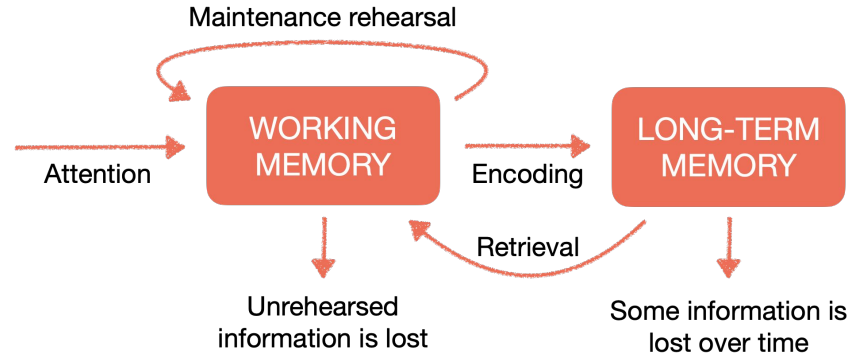 Maintenance rehearsal
WORKING
MEMORY
LONG-TERM
MEMORY
Attention
Encoding
Retrieval
Unrehearsed
information is lost
Some information is
lost over time